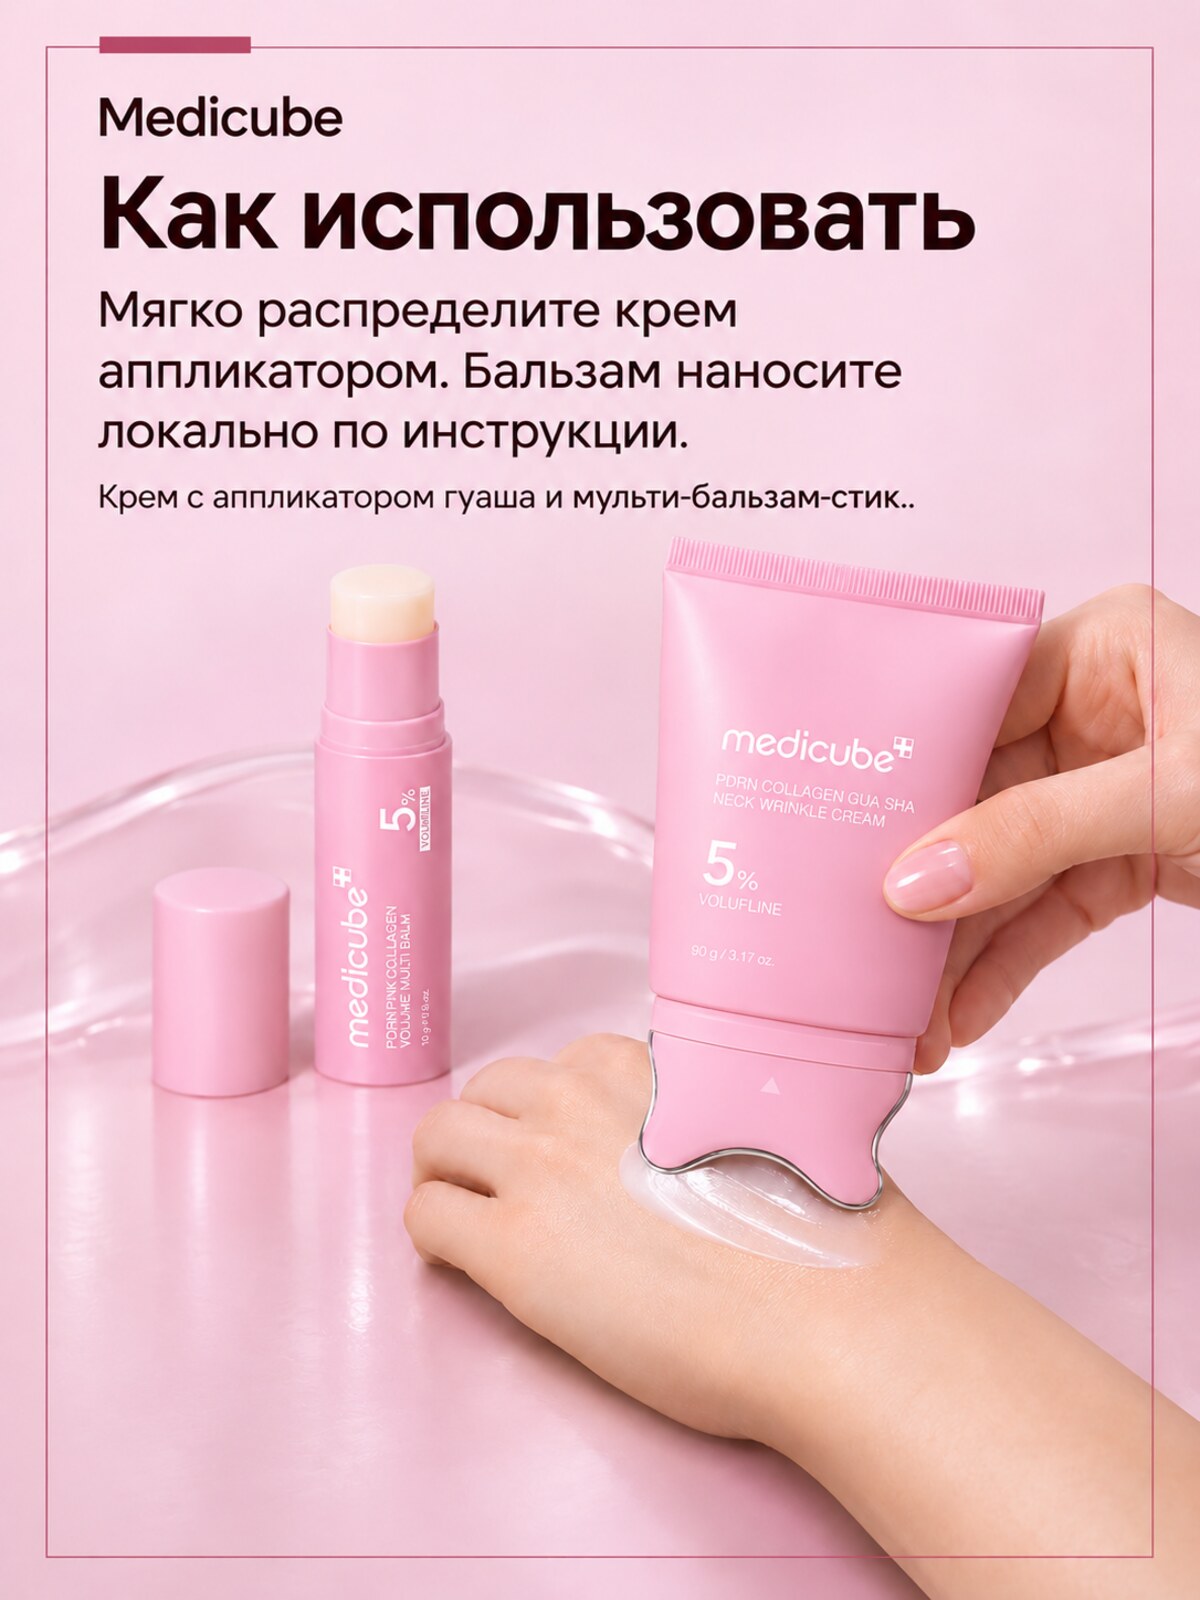 Medicube
Как использовать
Мягко распределите крем
аппликатором. Бальзам наносите
локально по инструкции.
Крем с аппликатором гуаша и мульти-бальзам-стик..
5%
VOLUFILINE
medicube
PDRN PINK COLLAGEN
VOLUME MULTI BALM
medicube
PDRN COLLAGEN GUA SHA
NECK WRINKLE CREAM
5%
VOLUFLINE
90 g / 3.17 oz.